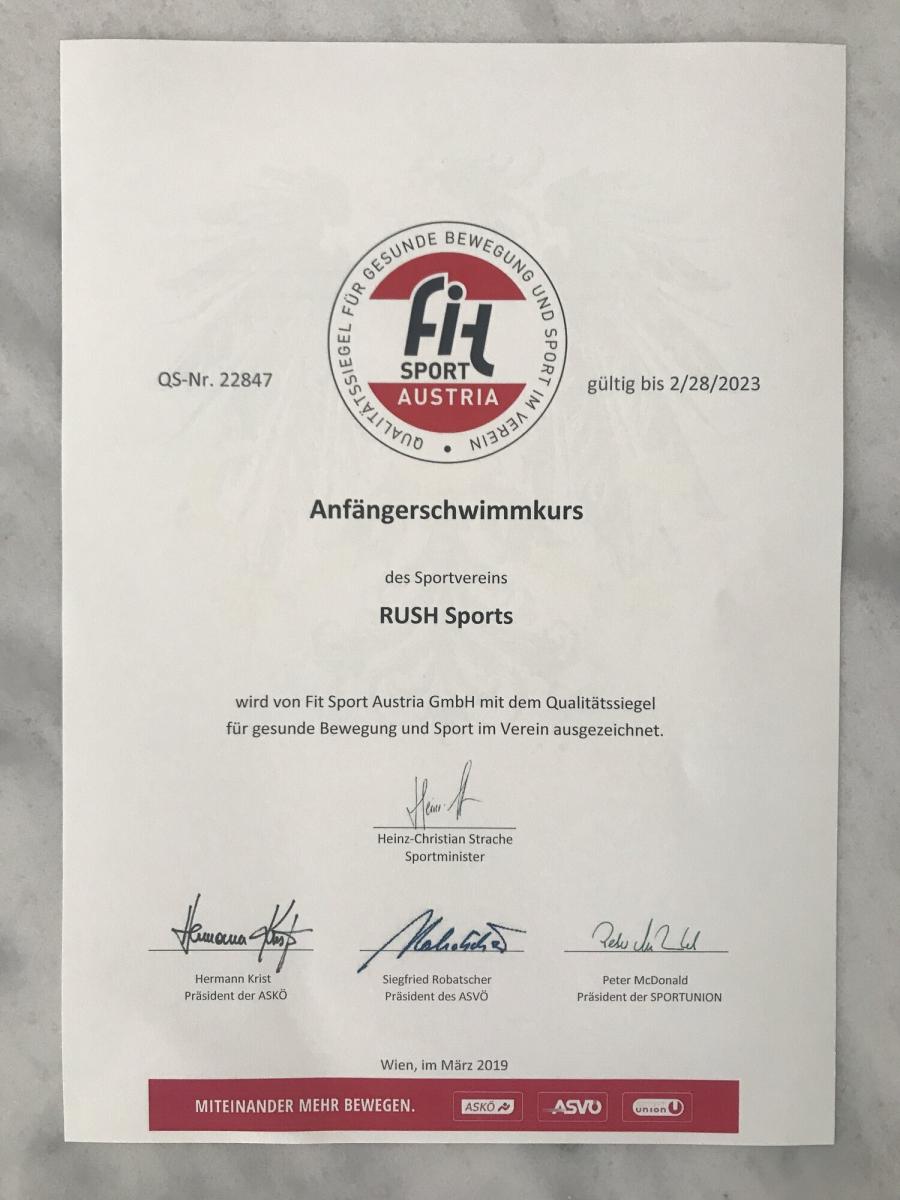 QUALITÄTSSIEGEL FÜR GESUNDE BEWEGUNG UND SPORT IM VEREIN
fit
SPORT
AUSTRIA
QS-Nr. 22847
gültig bis 2/28/2023
Anfängerschwimmkurs
des Sportvereins
RUSH Sports
wird von Fit Sport Austria GmbH mit dem Qualitätssiegel
für gesunde Bewegung und Sport im Verein ausgezeichnet.
Heinz-Christian Strache
Sportminister
Hermann Krist
Präsident der ASKÖ
Siegfried Robatscher
Präsident des ASVÖ
Peter McDonald
Präsident der SPORTUNION
Wien, im März 2019
MITEINANDER MEHR BEWEGEN.
ASKÖ
ASVÖ
union